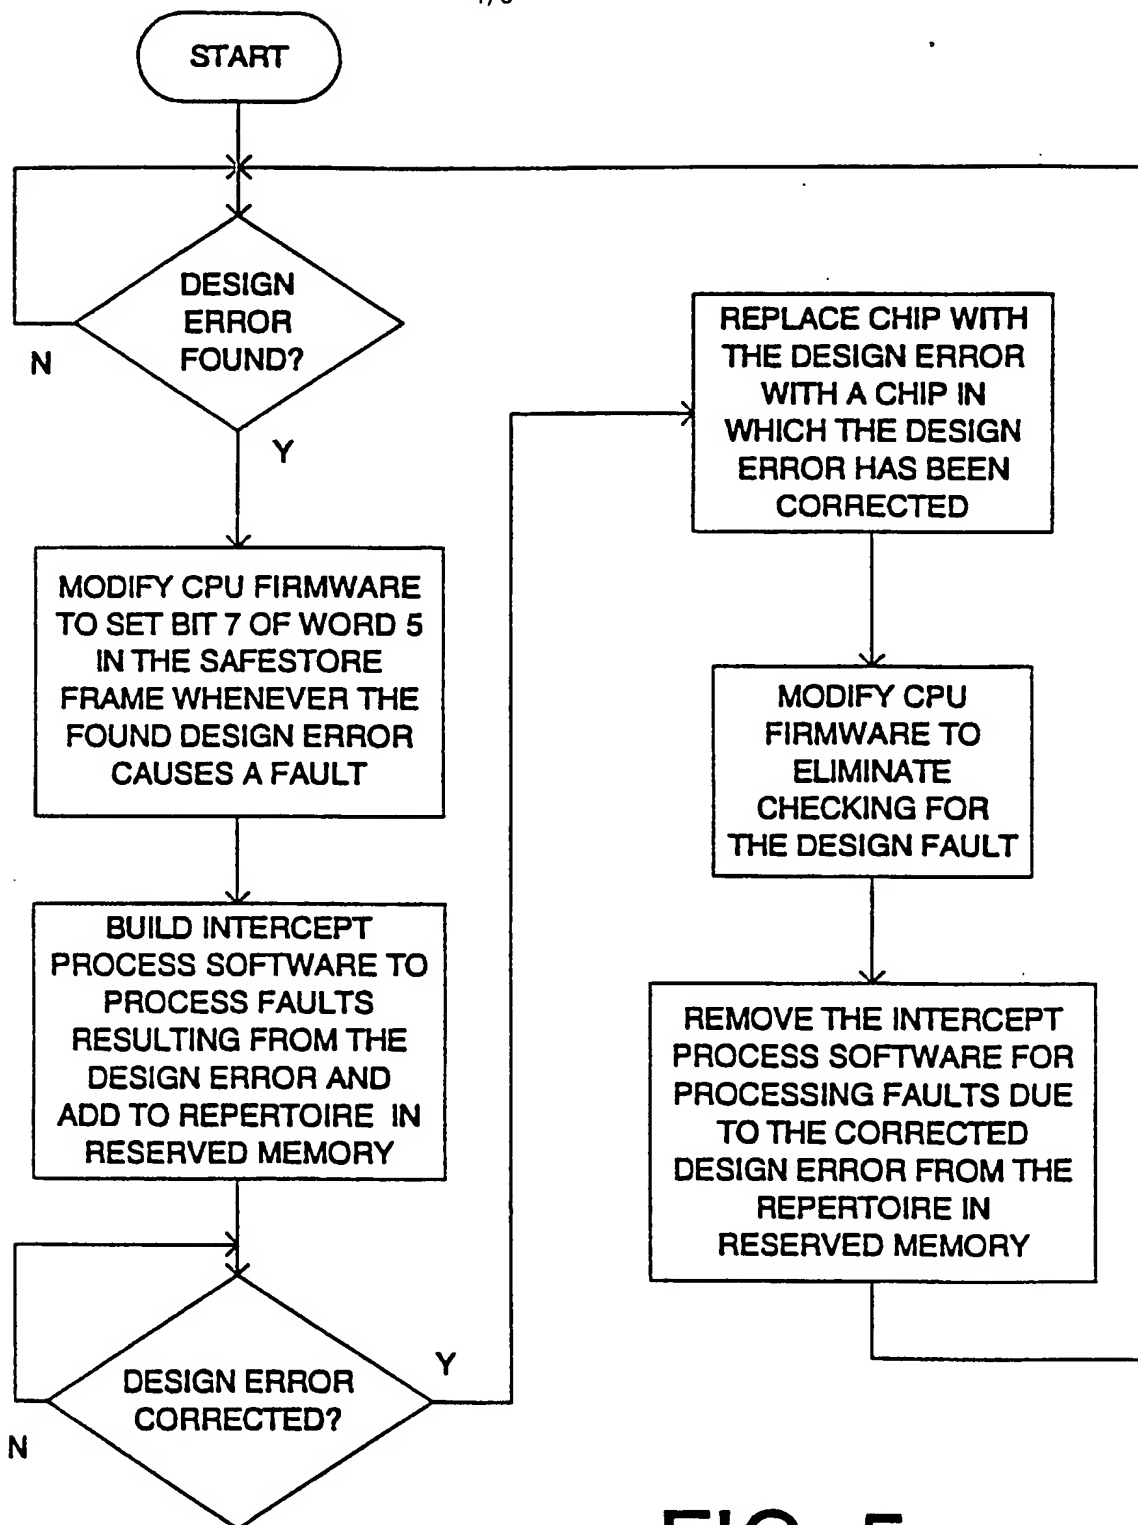 START
DESIGN
ERROR
FOUND?
N
Y
MODIFY CPU FIRMWARE
TO SET BIT 7 OF WORD 5
IN THE SAFESTORE
FRAME WHENEVER THE
FOUND DESIGN ERROR
CAUSES A FAULT
BUILD INTERCEPT
PROCESS SOFTWARE TO
PROCESS FAULTS
RESULTING FROM THE
DESIGN ERROR AND
ADD TO REPERTOIRE IN
RESERVED MEMORY
DESIGN ERROR
CORRECTED?
Y
N
REPLACE CHIP WITH
THE DESIGN ERROR
WITH A CHIP IN
WHICH THE DESIGN
ERROR HAS BEEN
CORRECTED
MODIFY CPU
FIRMWARE TO
ELIMINATE
CHECKING FOR
THE DESIGN FAULT
REMOVE THE INTERCEPT
PROCESS SOFTWARE FOR
PROCESSING FAULTS DUE
TO THE CORRECTED
DESIGN ERROR FROM THE
REPERTOIRE IN
RESERVED MEMORY